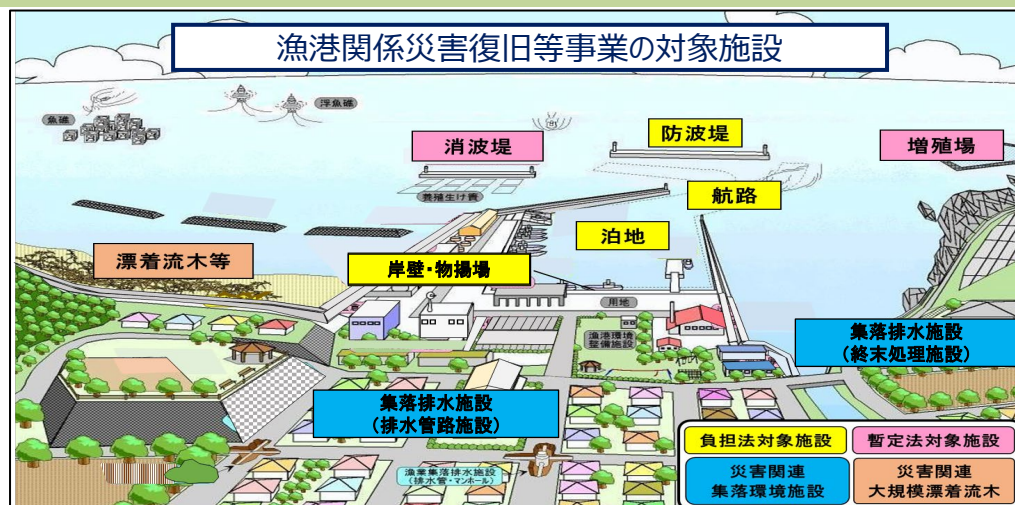 漁港関係災害復旧等事業の対象施設
魚礁
浮魚礁
消波堤
防波堤
増殖場
養殖生け簀
航路
泊地
漂着流木等
岸壁・物揚場
用地
漁港環境
整備施設
集落排水施設
（終末処理施設）
集落排水施設
（排水管路施設）
漁業集落排水施設
（排水管・マンホール）
負担法対象施設
暫定法対象施設
災害関連
集落環境施設
災害関連
大規模漂着流木